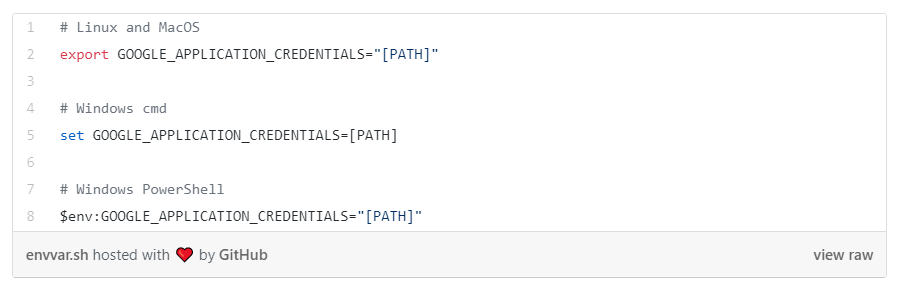 1 # Linux and MacOS
2 export GOOGLE_APPLICATION_CREDENTIALS="[PATH]"
3
4 # Windows cmd
5 set GOOGLE_APPLICATION_CREDENTIALS=[PATH]
6
7 # Windows PowerShell
8 $env:GOOGLE_APPLICATION_CREDENTIALS="[PATH]"
envvar.sh hosted with ❤ by GitHub view raw